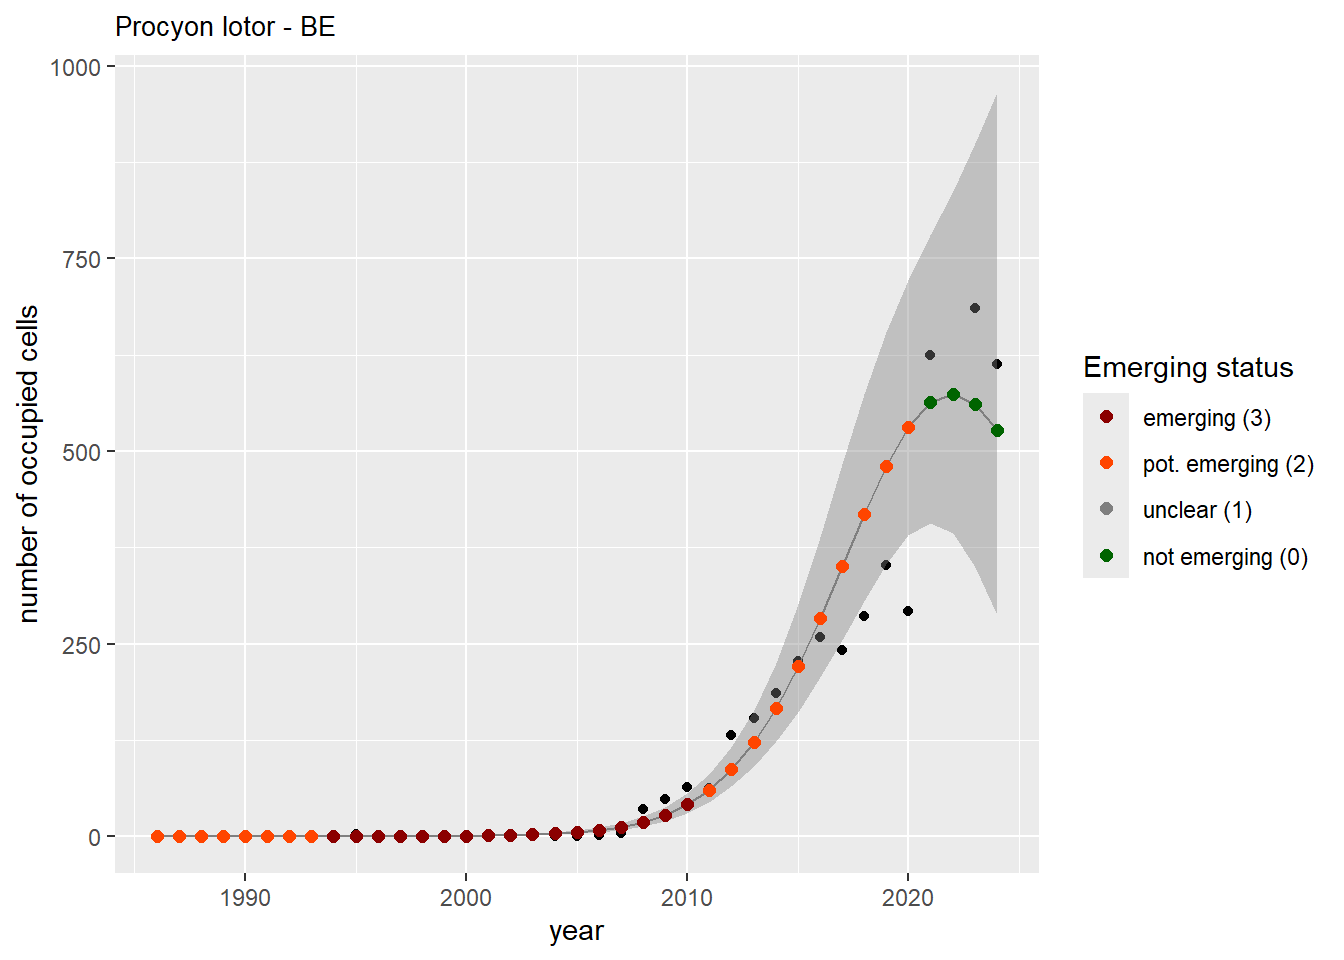 Procyon lotor - BE
1000
750
500
250
0
number of occupied cells
1990
2000
2010
2020
year
Emerging status
emerging (3)
pot. emerging (2)
unclear (1)
not emerging (0)